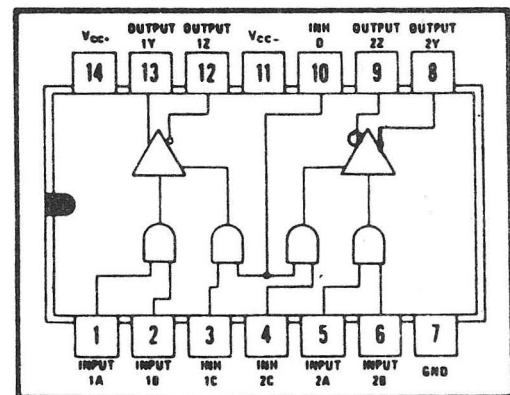 VCC+ OUTPUT 1Y OUTPUT 1Z VCC- INH D OUTPUT 2Z OUTPUT 2Y
14 13 12 11 10 9 8
1 2 3 4 5 6 7
INPUT 1A INPUT 1B INH 1C INH 2C INPUT 2A INPUT 2B GND